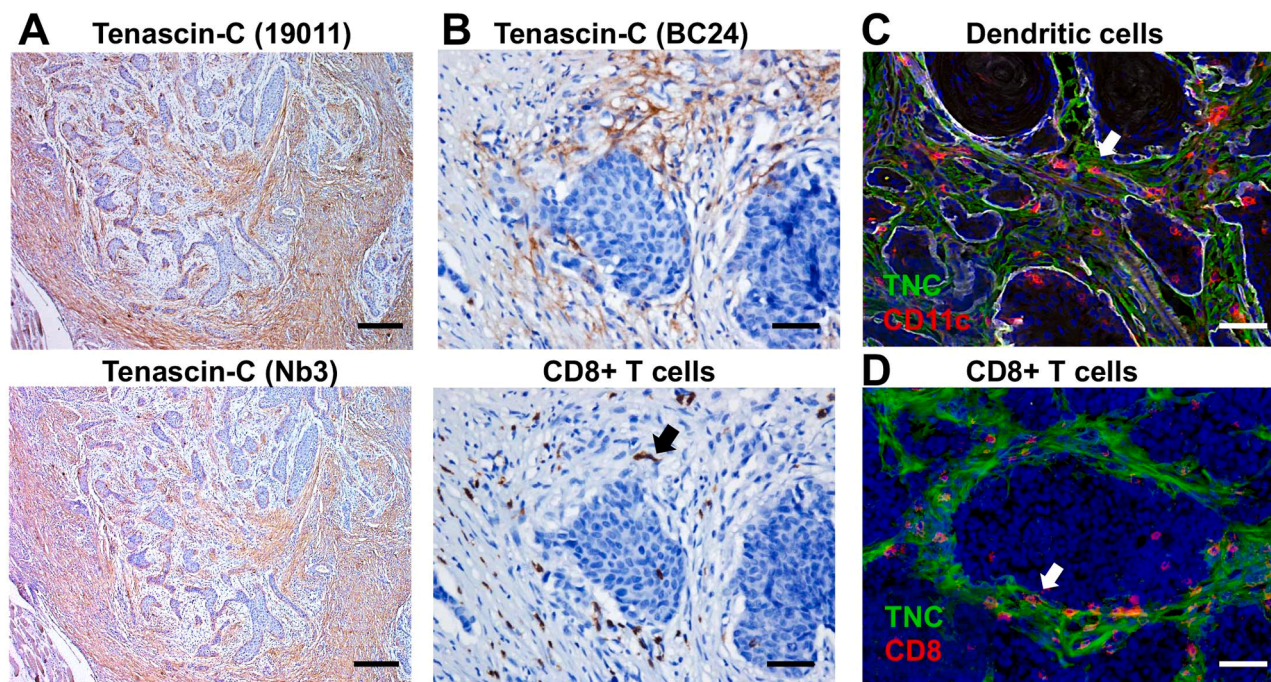 A Tenascin-C (19011)
Tenascin-C (Nb3)
B Tenascin-C (BC24)
CD8+ T cells
C Dendritic cells
TNC
CD11c
D CD8+ T cells
TNC
CD8